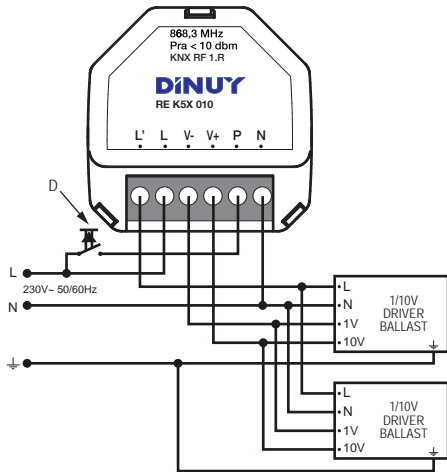 868,3 MHz
Pra < 10 dbm
KNX RF 1.R
DiNUY
RE K5X 010
L' L V- V+ P N
D
L
230V~ 50/60Hz
N
L
N
1V
10V
1/10V
DRIVER
BALLAST
L
N
1V
10V
1/10V
DRIVER
BALLAST